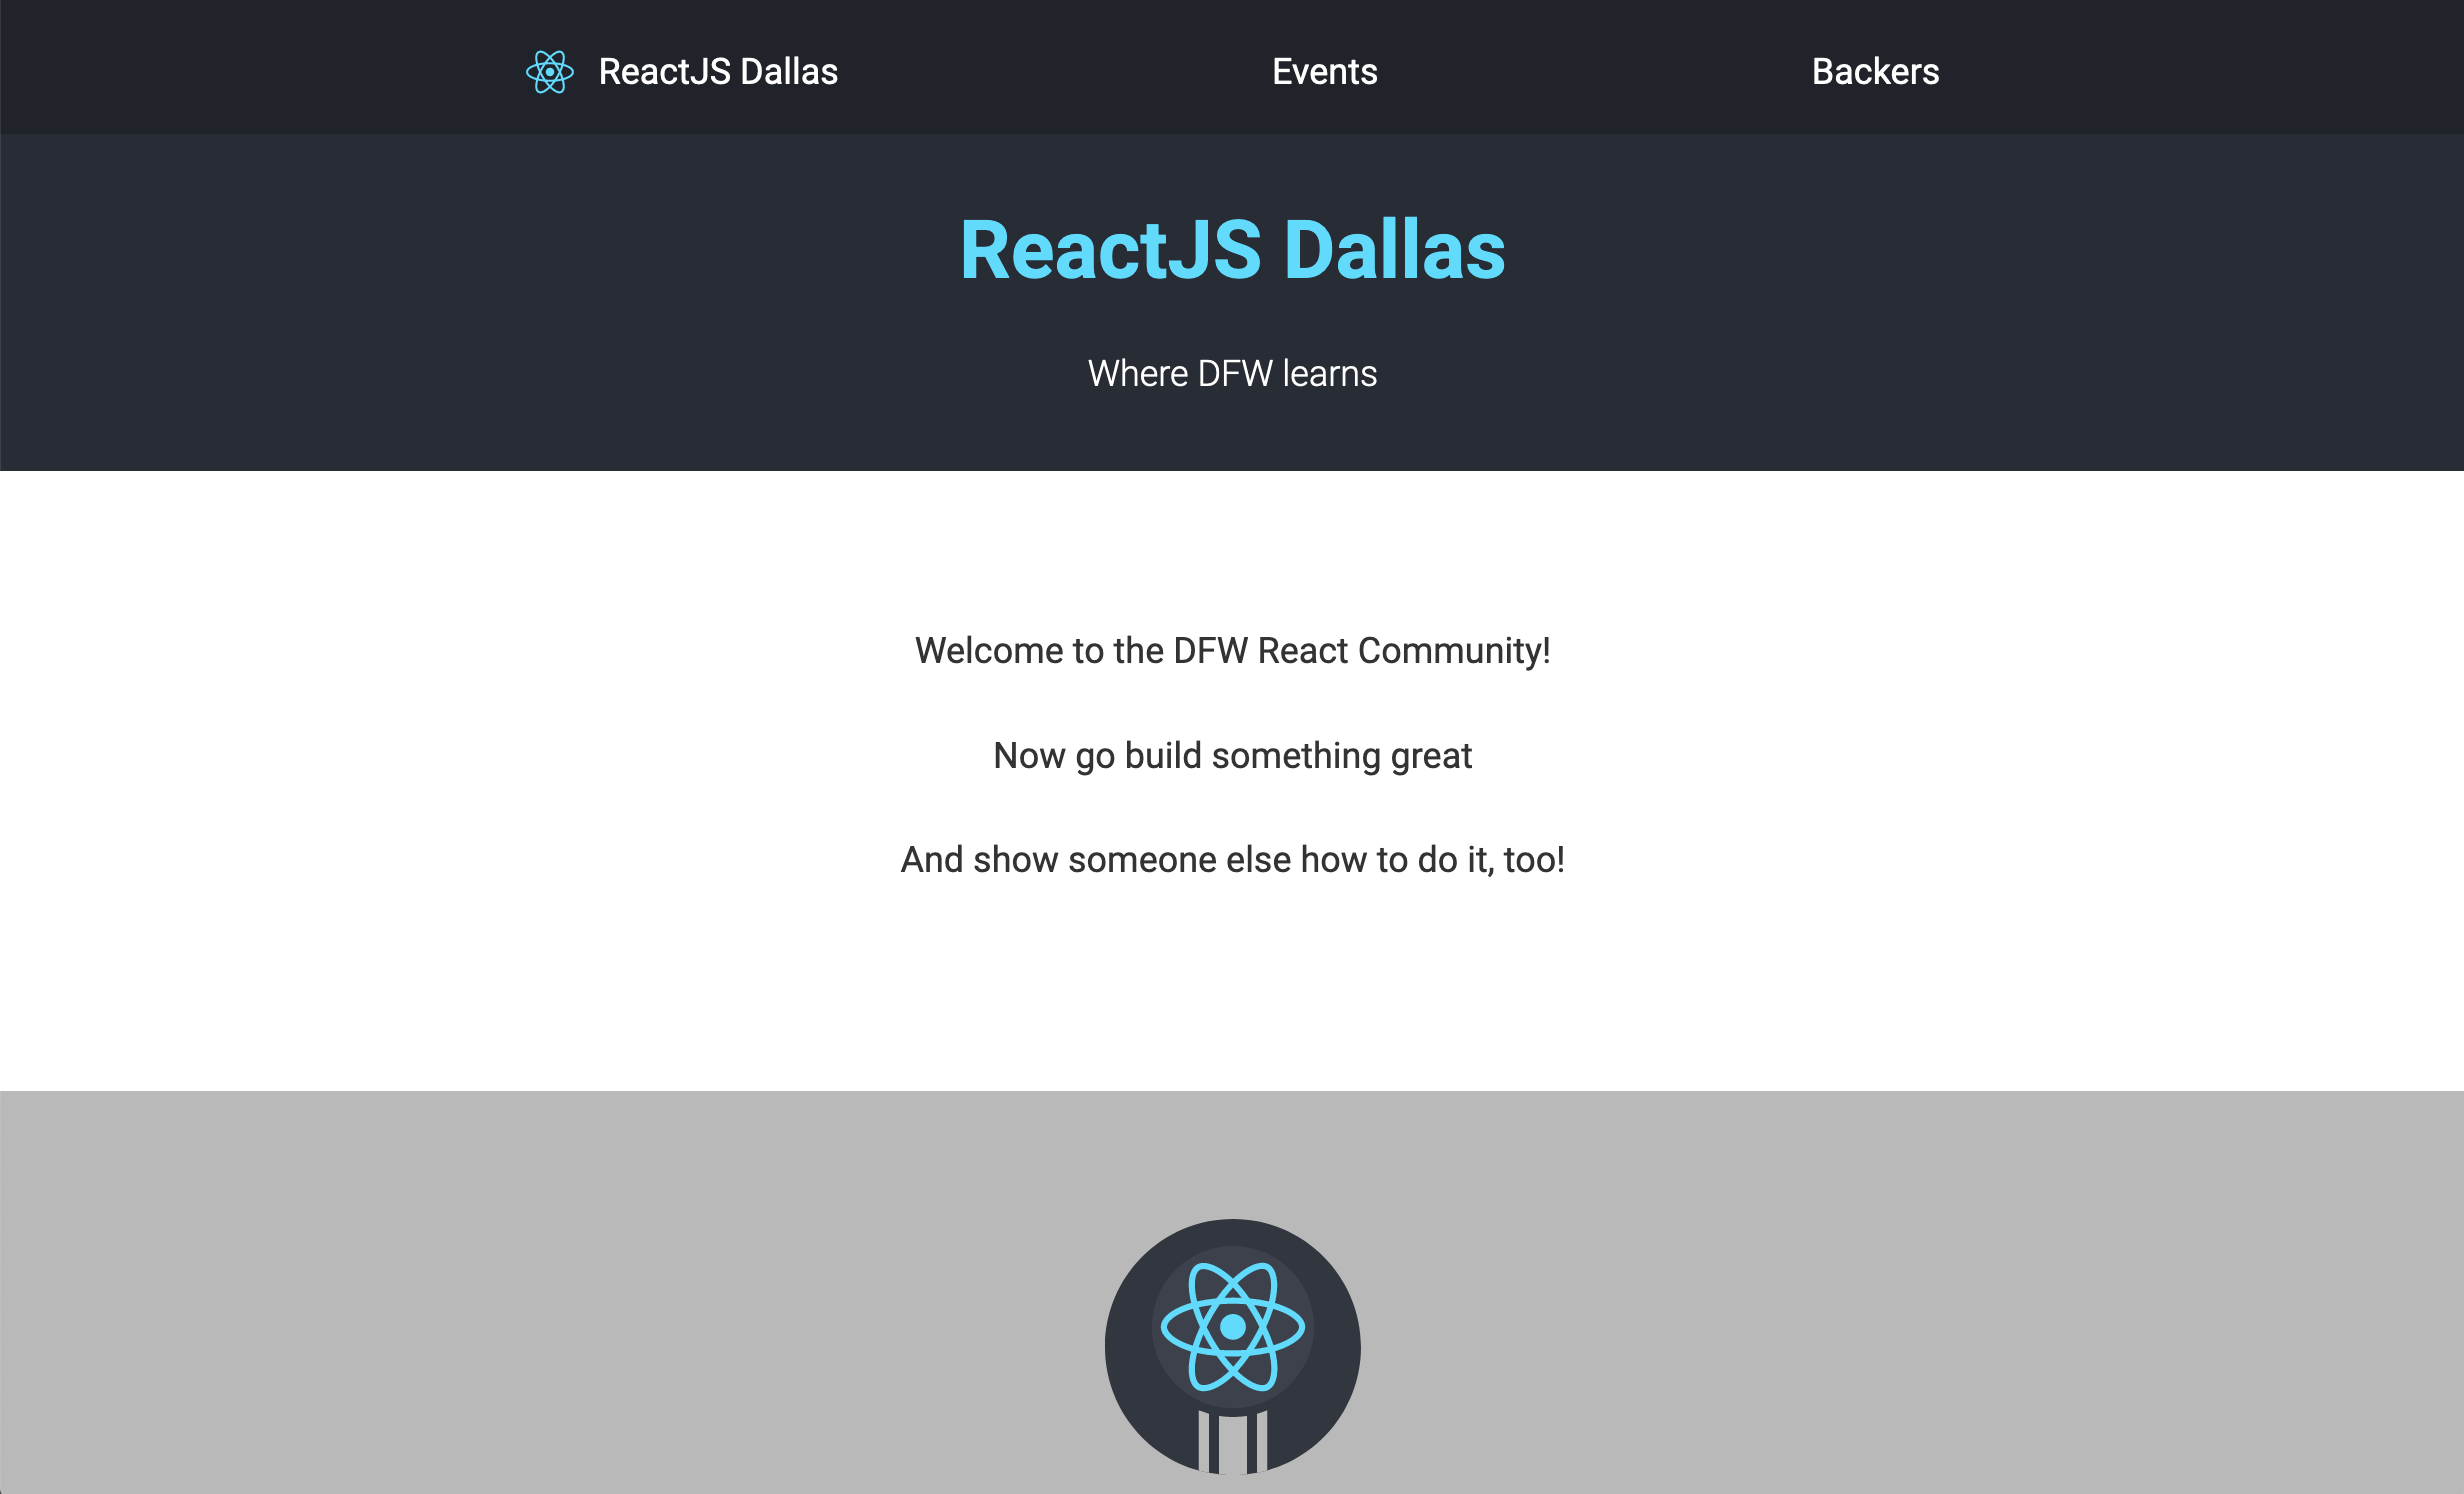 ReactJS Dallas
Events
Backers
ReactJS Dallas
Where DFW learns
Welcome to the DFW React Community!
Now go build something great
And show someone else how to do it, too!